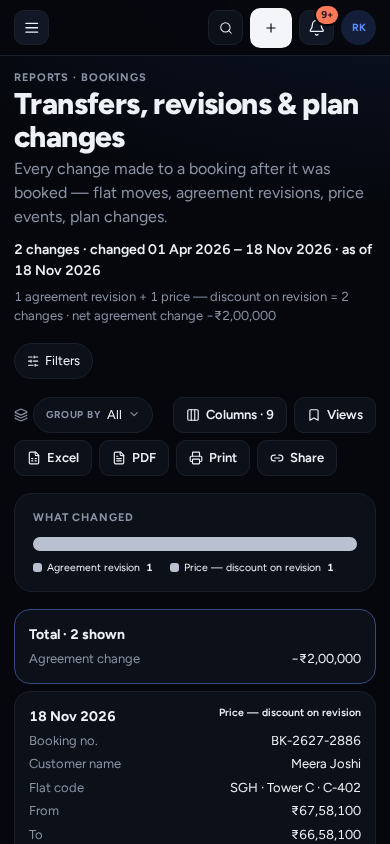 9+
RK
REPORTS · BOOKINGS
Transfers, revisions & plan
changes
Every change made to a booking after it was
booked — flat moves, agreement revisions, price
events, plan changes.
2 changes · changed 01 Apr 2026 – 18 Nov 2026 · as of
18 Nov 2026
1 agreement revision + 1 price — discount on revision = 2
changes · net agreement change −₹2,00,000
Filters
GROUP BY All
Columns · 9
Views
Excel
PDF
Print
Share
WHAT CHANGED
Agreement revision 1
Price — discount on revision 1
Total · 2 shown
Agreement change −₹2,00,000
18 Nov 2026 Price — discount on revision
Booking no. BK-2627-2886
Customer name Meera Joshi
Flat code SGH · Tower C · C-402
From ₹67,58,100
To ₹66,58,100